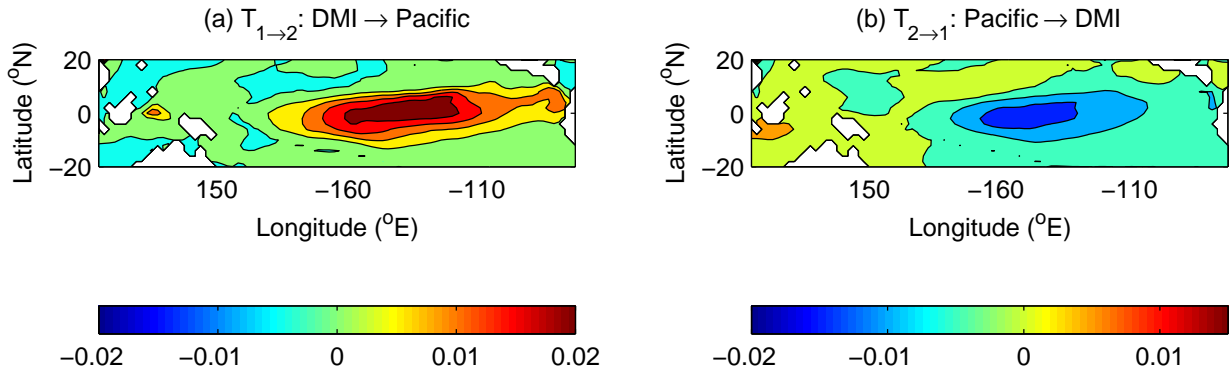 (a) T1→2: DMI → Pacific
20
0
−20
Latitude (oN)
150 −160 −110
Longitude (oE)
−0.02 −0.01 0 0.01 0.02
(b) T2→1: Pacific → DMI
20
0
−20
Latitude (oN)
150 −160 −110
Longitude (oE)
−0.02 −0.01 0 0.01